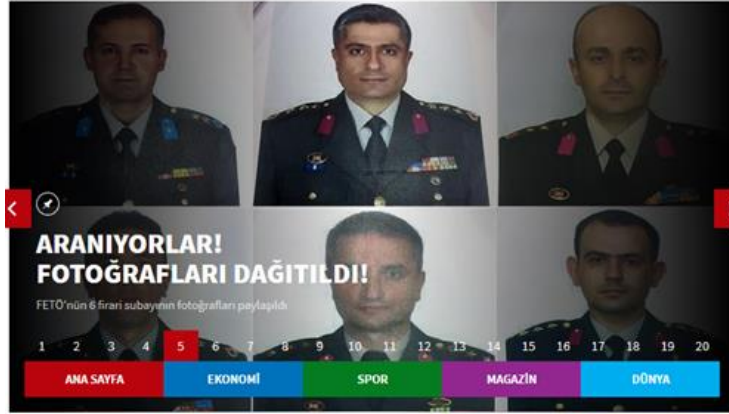 ARANIYORLAR!
FOTOĞRAFLARI DAĞITILDI!
FETÖ'nün 6 firari subayının fotoğrafları paylaşıldı
1 2 3 4 5 6 7 8 9 10 11 12 13 14 15 16 17 18 19 20
ANA SAYFA EKONOMİ SPOR MAGAZİN DÜNYA